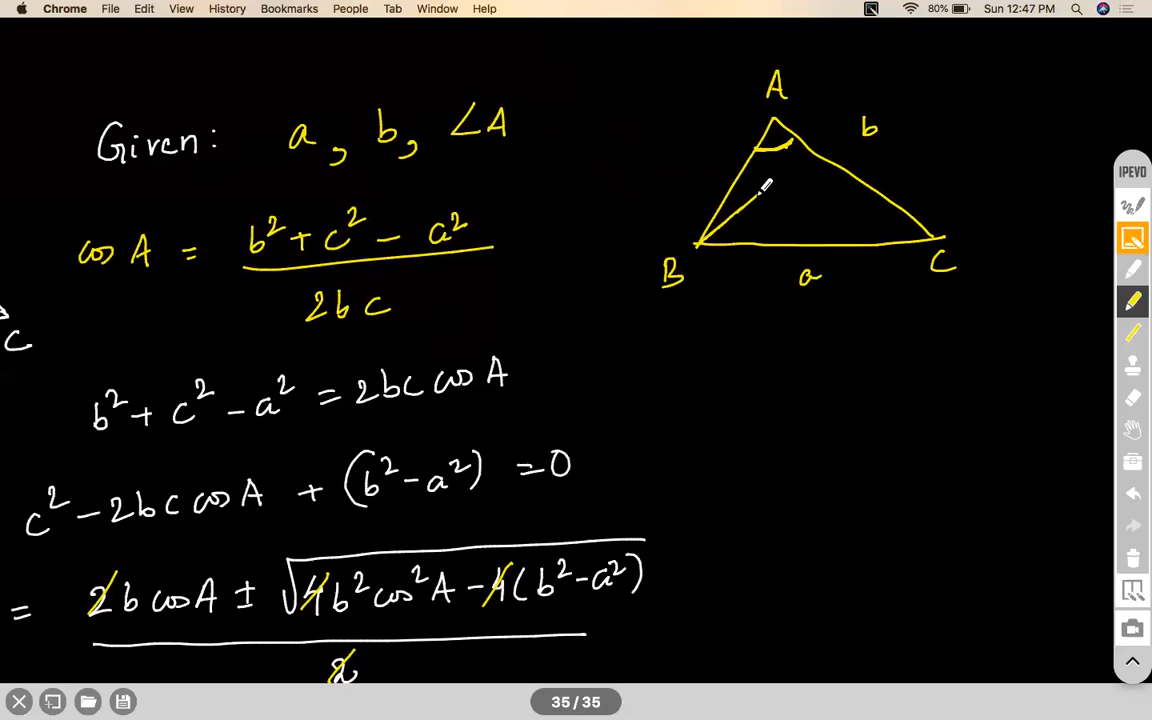 Chrome File Edit View History Bookmarks People Tab Window Help 80% Sun 12:47 PM
Given: a, b, ∠A
cos A = b² + c² - a² / 2bc
b² + c² - a² = 2bc cos A
c² - 2bc cos A + (b² - a²) = 0
= 2b cos A ± √4b² cos² A - 4(b² - a²) / 2
C
A
b
B
a
C
IPEVO
35 / 35